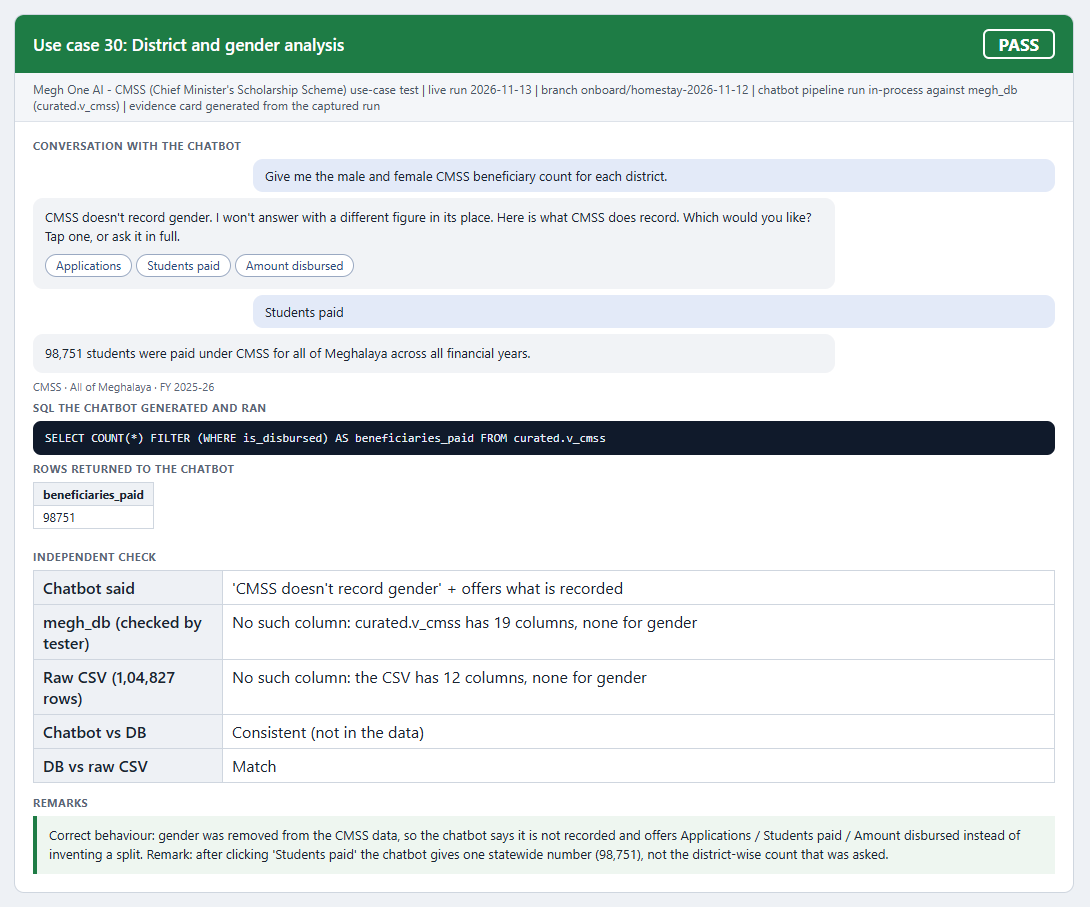 Use case 30: District and gender analysis
PASS
Megh One AI - CMSS (Chief Minister's Scholarship Scheme) use-case test | live run 2026-11-13 | branch onboard/homestay-2026-11-12 | chatbot pipeline run in-process against megh_db
(curated.v_cmss) | evidence card generated from the captured run
CONVERSATION WITH THE CHATBOT
Give me the male and female CMSS beneficiary count for each district.
CMSS doesn't record gender. I won't answer with a different figure in its place. Here is what CMSS does record. Which would you like?
Tap one, or ask it in full.
Applications
Students paid
Amount disbursed
Students paid
98,751 students were paid under CMSS for all of Meghalaya across all financial years.
CMSS · All of Meghalaya · FY 2025-26
SQL THE CHATBOT GENERATED AND RAN
SELECT COUNT(*) FILTER (WHERE is_disbursed) AS beneficiaries_paid FROM curated.v_cmss
ROWS RETURNED TO THE CHATBOT
beneficiaries_paid
98751
INDEPENDENT CHECK
Chatbot said
'CMSS doesn't record gender' + offers what is recorded
megh_db (checked by
tester)
No such column: curated.v_cmss has 19 columns, none for gender
Raw CSV (1,04,827
rows)
No such column: the CSV has 12 columns, none for gender
Chatbot vs DB
Consistent (not in the data)
DB vs raw CSV
Match
REMARKS
Correct behaviour: gender was removed from the CMSS data, so the chatbot says it is not recorded and offers Applications / Students paid / Amount disbursed instead of
inventing a split. Remark: after clicking 'Students paid' the chatbot gives one statewide number (98,751), not the district-wise count that was asked.